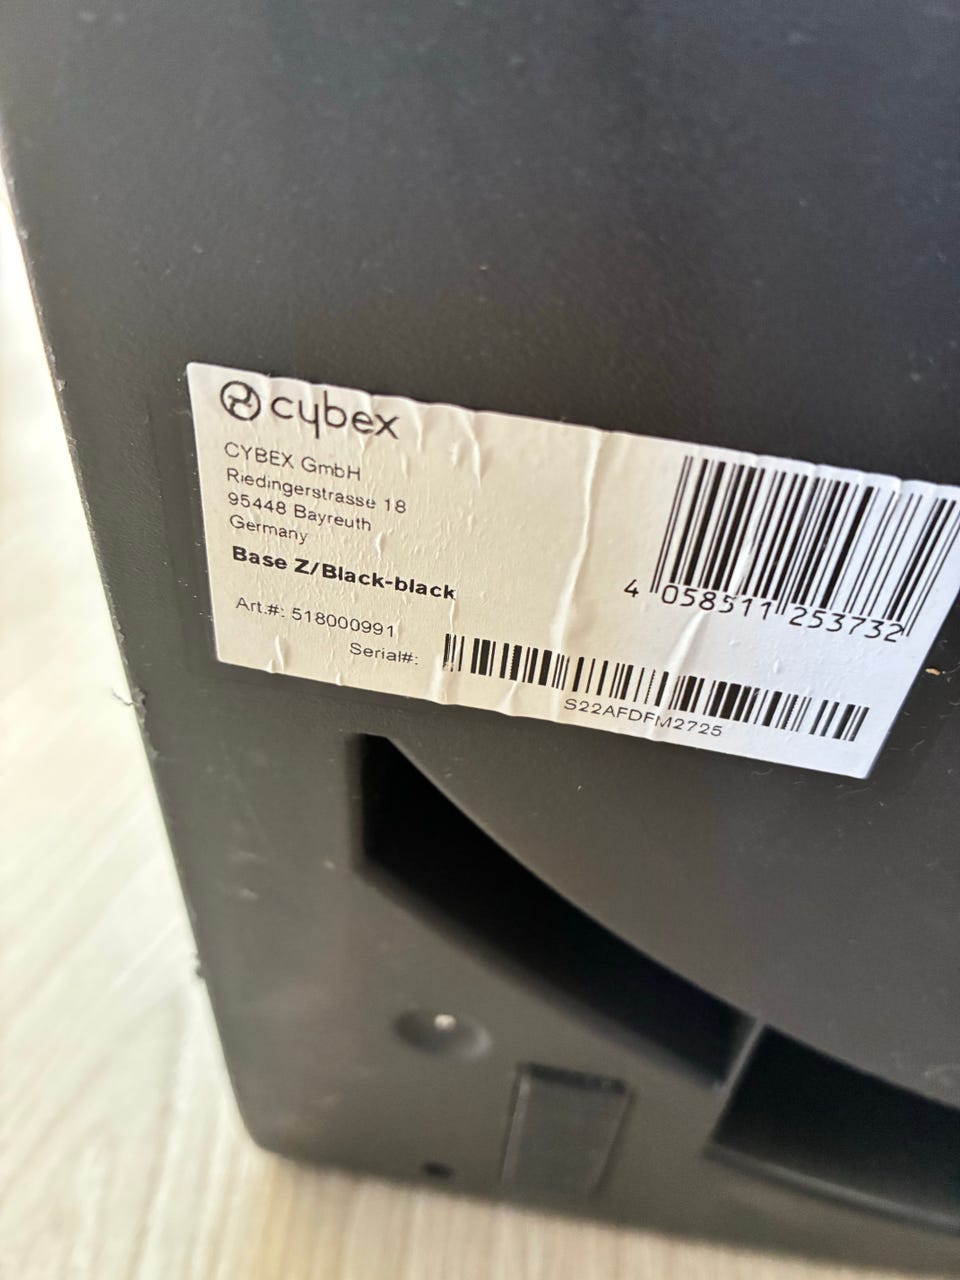 cybex
CYBEX GmbH
Riedingerstrasse 18
95448 Bayreuth
Germany
Base Z/Black-black
Art.#: 518000991
Serial#:
S22AFDFM2725
4 058511 253732